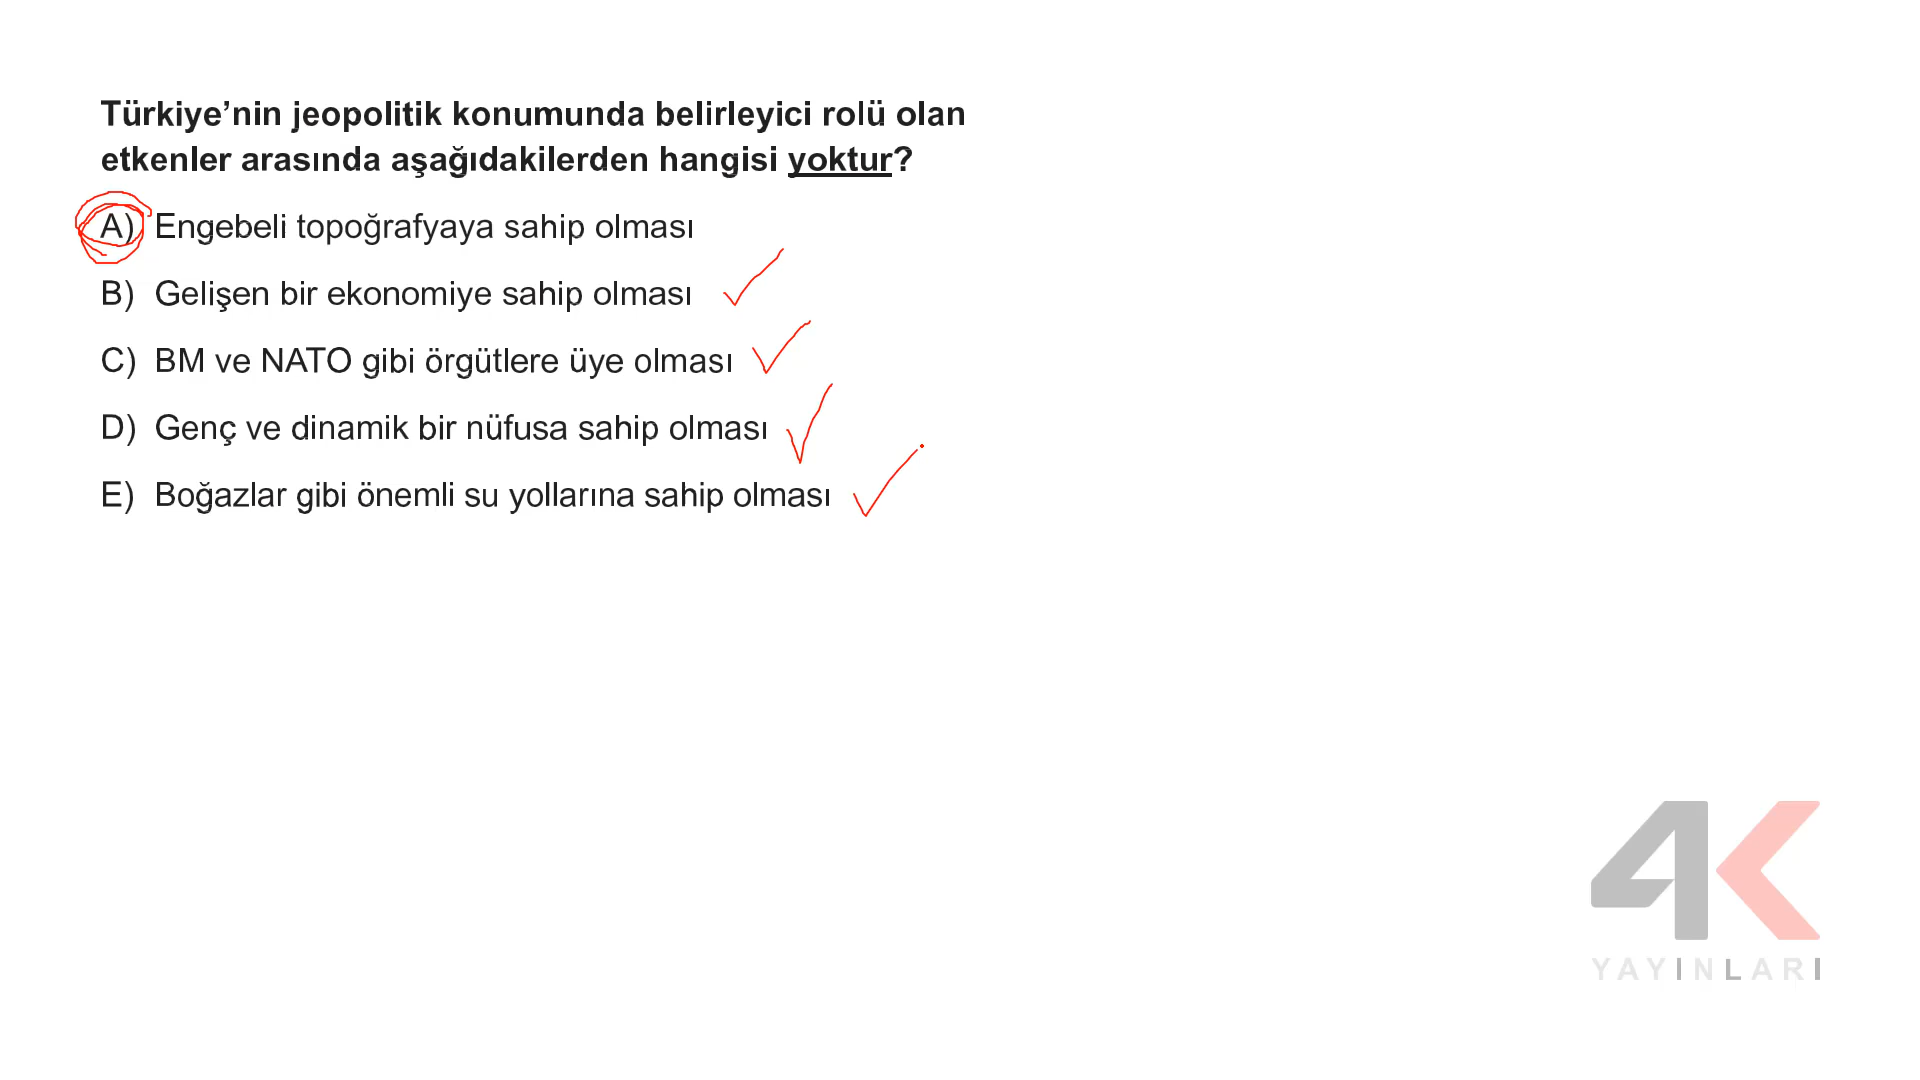 Türkiye’nin jeopolitik konumunda belirleyici rolü olan
etkenler arasında aşağıdakilerden hangisi yoktur?
A) Engebeli topoğrafyaya sahip olması
B) Gelişen bir ekonomiye sahip olması
C) BM ve NATO gibi örgütlere üye olması
D) Genç ve dinamik bir nüfusa sahip olması
E) Boğazlar gibi önemli su yollarına sahip olması
4K
YAYINLARI